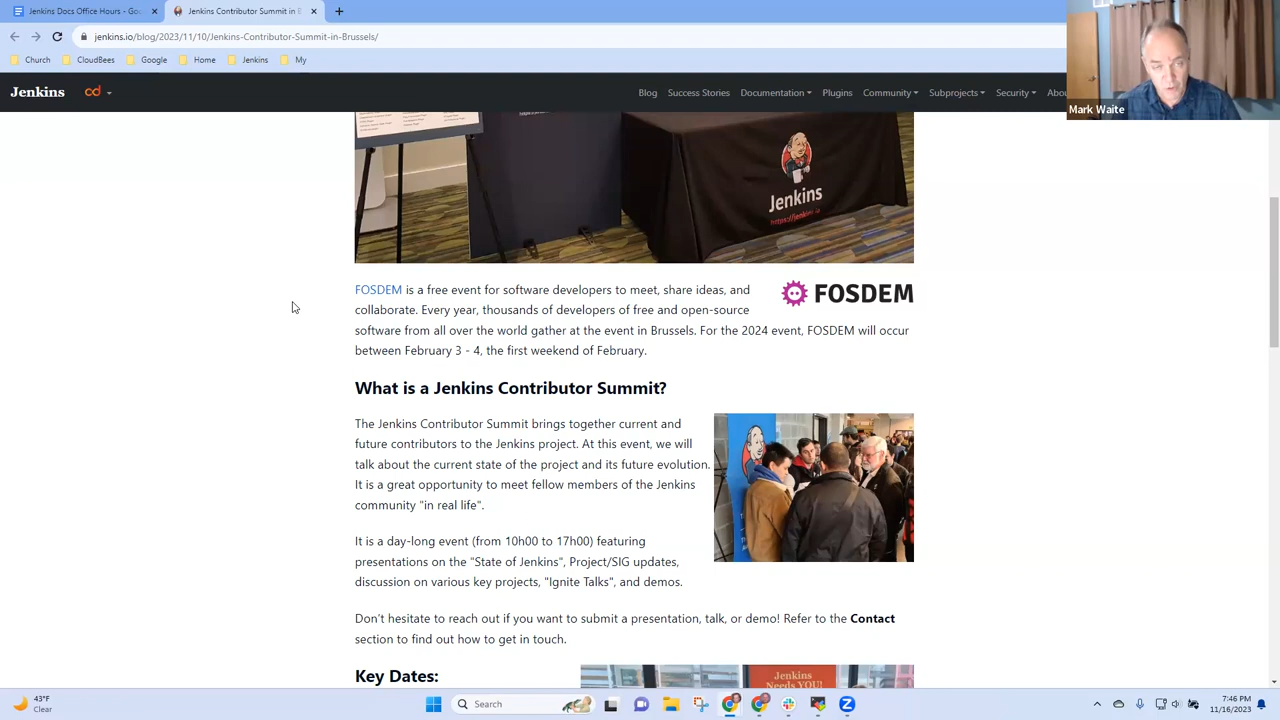 Jenkins Docs Office Hours - Go
Jenkins Contributor Summit in B
jenkins.io/blog/2023/11/10/Jenkins-Contributor-Summit-in-Brussels/
Church CloudBees Google Home Jenkins My
Jenkins cd Blog Success Stories Documentation Plugins Community Subprojects Security Abou
Mark Waite
Jenkins
https://jenkins.io
FOSDEM is a free event for software developers to meet, share ideas, and
collaborate. Every year, thousands of developers of free and open-source
software from all over the world gather at the event in Brussels. For the 2024 event, FOSDEM will occur
between February 3 - 4, the first weekend of February.
FOSDEM
What is a Jenkins Contributor Summit?
The Jenkins Contributor Summit brings together current and
future contributors to the Jenkins project. At this event, we will
talk about the current state of the project and its future evolution.
It is a great opportunity to meet fellow members of the Jenkins
community "in real life".
It is a day-long event (from 10h00 to 17h00) featuring
presentations on the "State of Jenkins", Project/SIG updates,
discussion on various key projects, "Ignite Talks", and demos.
Don't hesitate to reach out if you want to submit a presentation, talk, or demo! Refer to the Contact
section to find out how to get in touch.
Key Dates:
Jenkins
Needs YOU!
43°F
Clear
Search
7:46 PM
11/16/2023